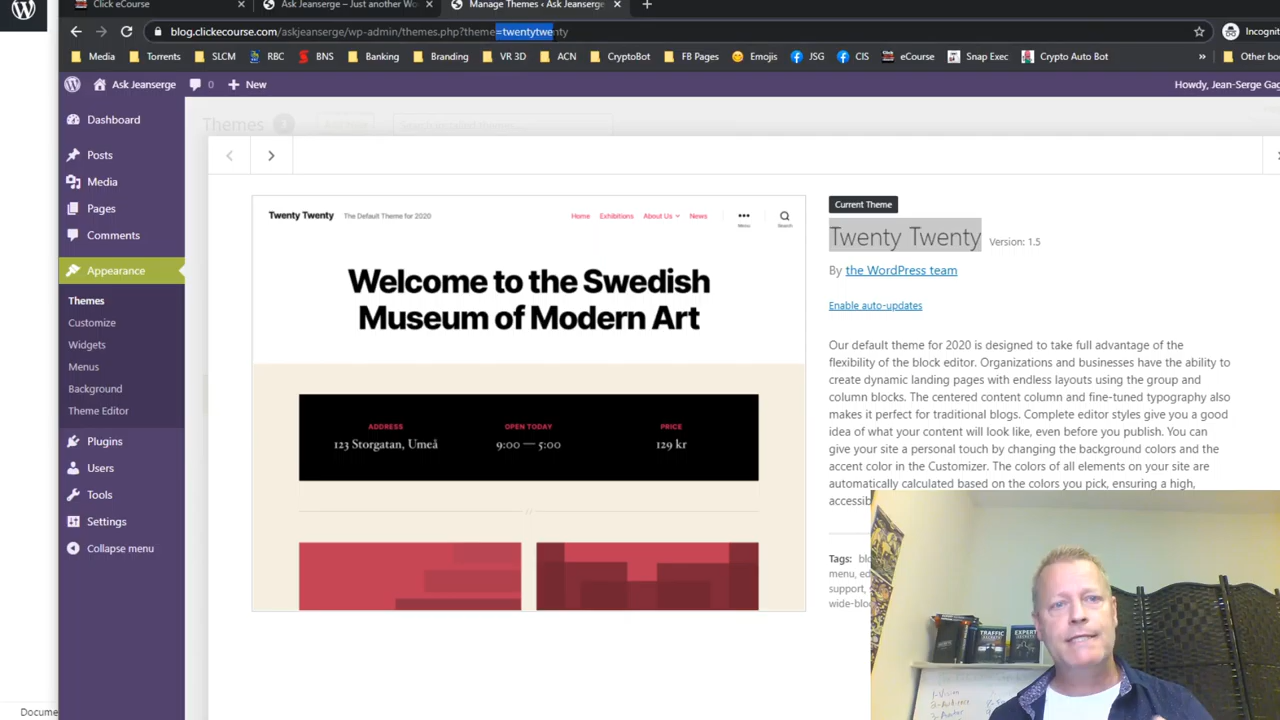 Click eCourse
Ask Jeanserge – Just another Wo
Manage Themes ‹ Ask Jeanserge
blog.clickecourse.com/askjeanserge/wp-admin/themes.php?theme=twentytwenty
Incognit
Media
Torrents
SLCM
RBC
BNS
Banking
Branding
VR 3D
CryptoBot
FB Pages
Emojis
JSG
CIS
eCourse
Snap Exec
Crypto Auto Bot
Other bo
Ask Jeanserge
0
New
Howdy, Jean-Serge Gag
Dashboard
Posts
Media
Pages
Comments
Appearance
Themes
Customize
Widgets
Menus
Background
Theme Editor
Plugins
Users
Tools
Settings
Collapse menu
Themes
Twenty Twenty
The Default Theme for 2020
Home
Exhibitions
About Us
News
Menu
Search
Welcome to the Swedish
Museum of Modern Art
ADDRESS
123 Storgatan, Umeå
OPEN TODAY
9:00 — 5:00
PRICE
129 kr
Current Theme
Twenty Twenty
Version: 1.5
By the WordPress team
Enable auto-updates
Our default theme for 2020 is designed to take full advantage of the
flexibility of the block editor. Organizations and businesses have the ability to
create dynamic landing pages with endless layouts using the group and
column blocks. The centered content column and fine-tuned typography also
makes it perfect for traditional blogs. Complete editor styles give you a good
idea of what your content will look like, even before you publish. You can
give your site a personal touch by changing the background colors and the
accent color in the Customizer. The colors of all elements on your site are
automatically calculated based on the colors you pick, ensuring a high,
accessib
Tags: blo
menu, ed
support,
wide-blo
TRAFFIC
SECRETS
EXPERT
SECRETS
Docume